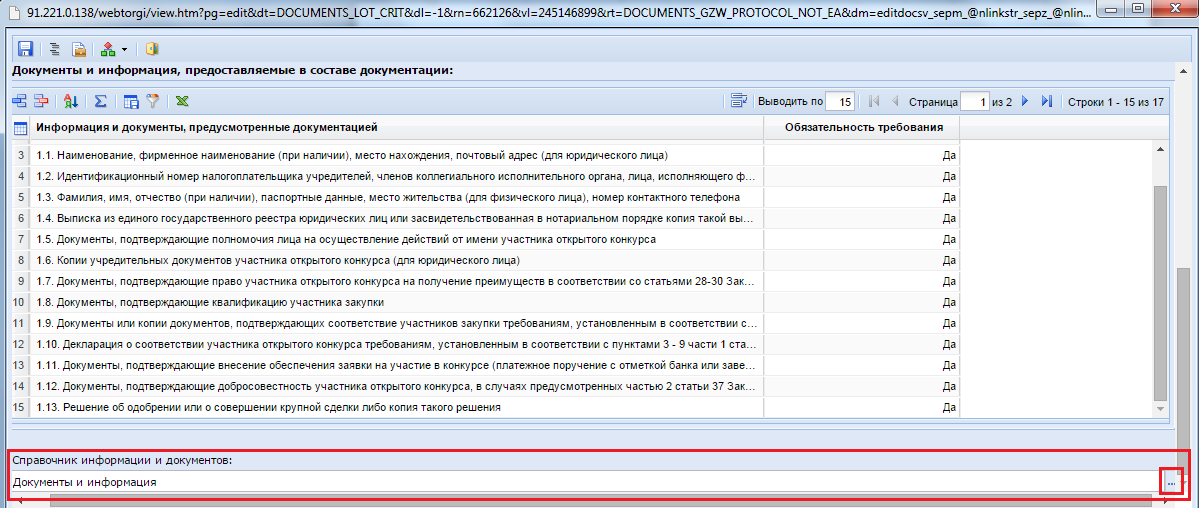 91.221.0.138/webtorgi/view.htm?pg=edit&dt=DOCUMENTS_LOT_CRIT&dl=-1&rn=662126&vl=245146899&rt=DOCUMENTS_GZW_PROTOCOL_NOT_EA&dm=editdocsv_sepm_@nlinkstr_sepz_@nlin...
Документы и информация, предоставляемые в составе документации:
Выводить по 15 Страница 1 из 2 Строки 1 - 15 из 17
Информация и документы, предусмотренные документацией Обязательность требования
3 1.1. Наименование, фирменное наименование (при наличии), место нахождения, почтовый адрес (для юридического лица) Да
4 1.2. Идентификационный номер налогоплательщика учредителей, членов коллегиального исполнительного органа, лица, исполняющего ф... Да
5 1.3. Фамилия, имя, отчество (при наличии), паспортные данные, место жительства (для физического лица), номер контактного телефона Да
6 1.4. Выписка из единого государственного реестра юридических лиц или засвидетельствованная в нотариальном порядке копия такой вы... Да
7 1.5. Документы, подтверждающие полномочия лица на осуществление действий от имени участника открытого конкурса Да
8 1.6. Копии учредительных документов участника открытого конкурса (для юридического лица) Да
9 1.7. Документы, подтверждающие право участника открытого конкурса на получение преимуществ в соответствии со статьями 28-30 Зак... Да
10 1.8. Документы, подтверждающие квалификацию участника закупки Да
11 1.9. Документы или копии документов, подтверждающих соответствие участников закупки требованиям, установленным в соответствии с... Да
12 1.10. Декларация о соответствии участника открытого конкурса требованиям, установленным в соответствии с пунктами 3 - 9 части 1 ста... Да
13 1.11. Документы, подтверждающие внесение обеспечения заявки на участие в конкурсе (платежное поручение с отметкой банка или заве... Да
14 1.12. Документы, подтверждающие добросовестность участника открытого конкурса, в случаях предусмотренных частью 2 статьи 37 Зак... Да
15 1.13. Решение об одобрении или о совершении крупной сделки либо копия такого решения Да
Справочник информации и документов:
Документы и информация ...